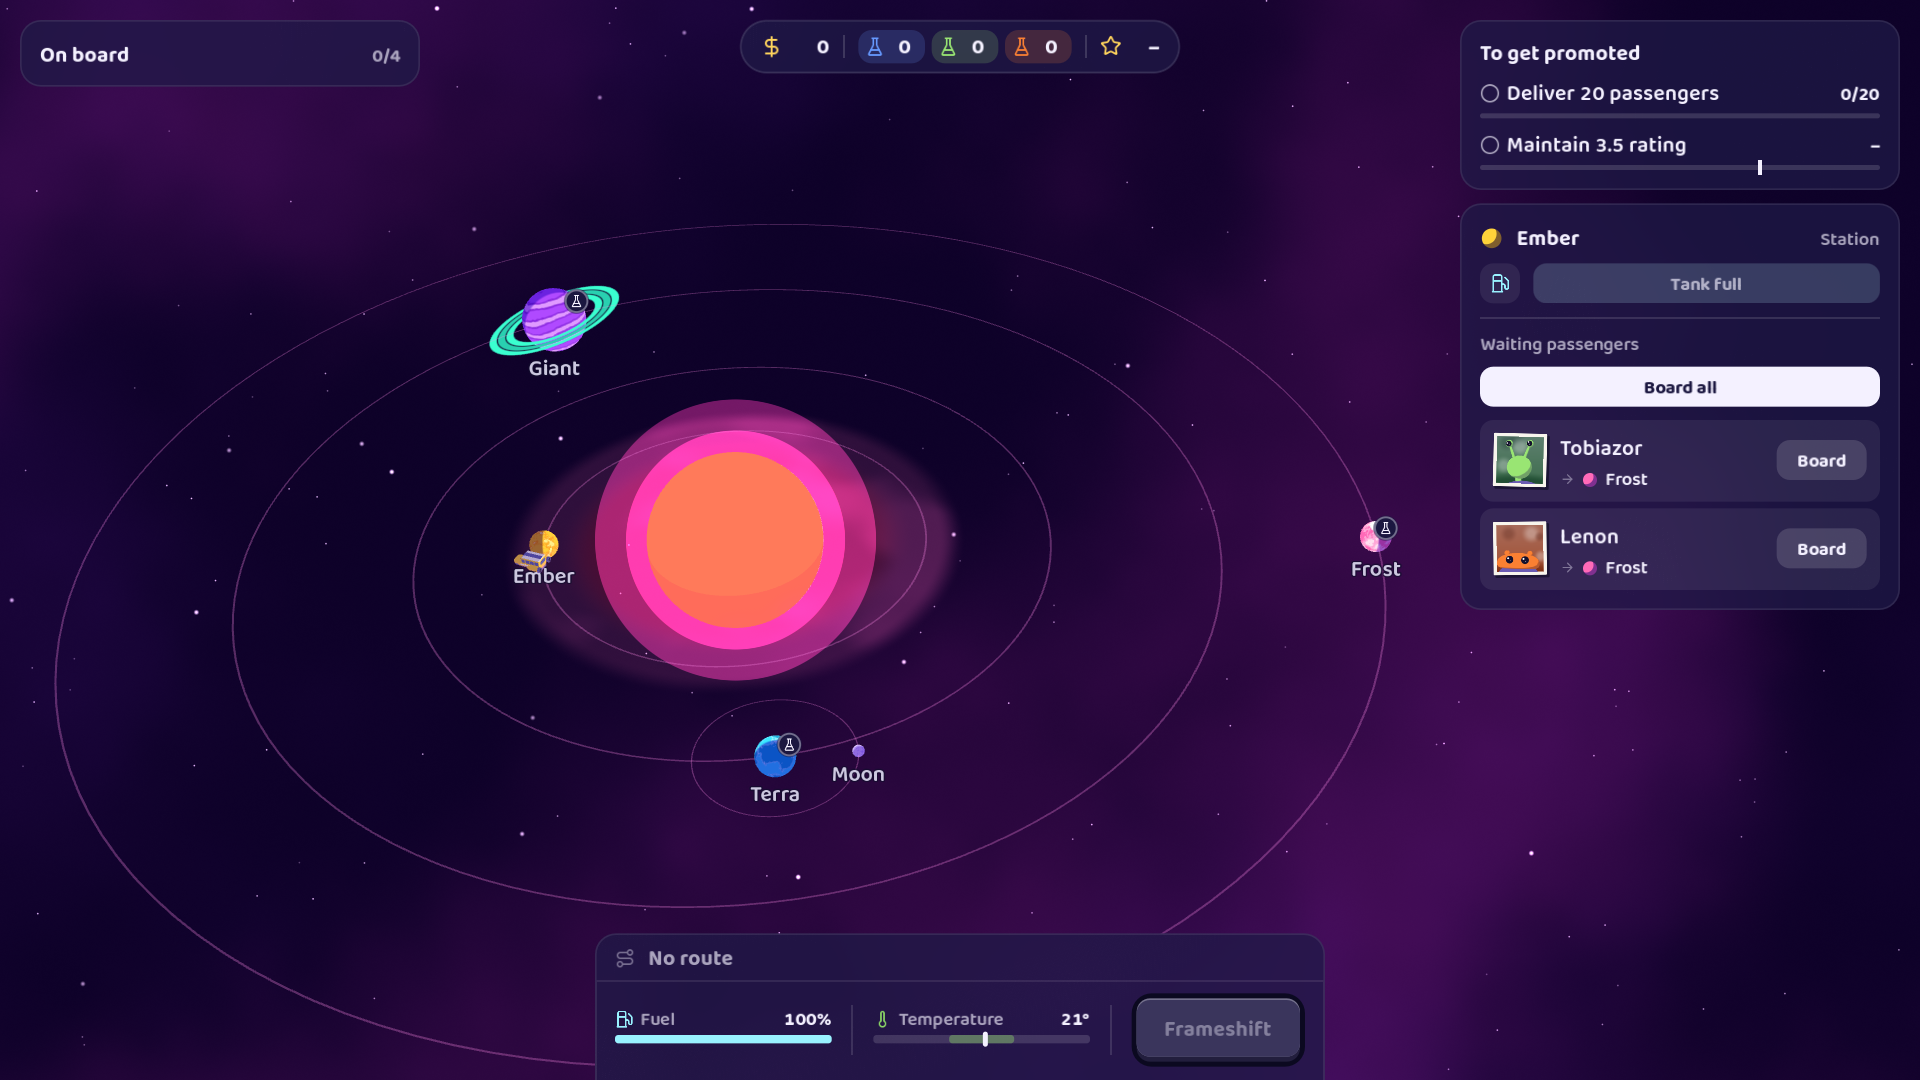 On board 0/4
$ 0 0 0 0 –
To get promoted
Deliver 20 passengers 0/20
Maintain 3.5 rating –
Ember Station
Tank full
Waiting passengers
Board all
Tobiazor
→ Frost
Board
Lenon
→ Frost
Board
Giant
Ember
Frost
Moon
Terra
No route
Fuel 100%
Temperature 21°
Frameshift